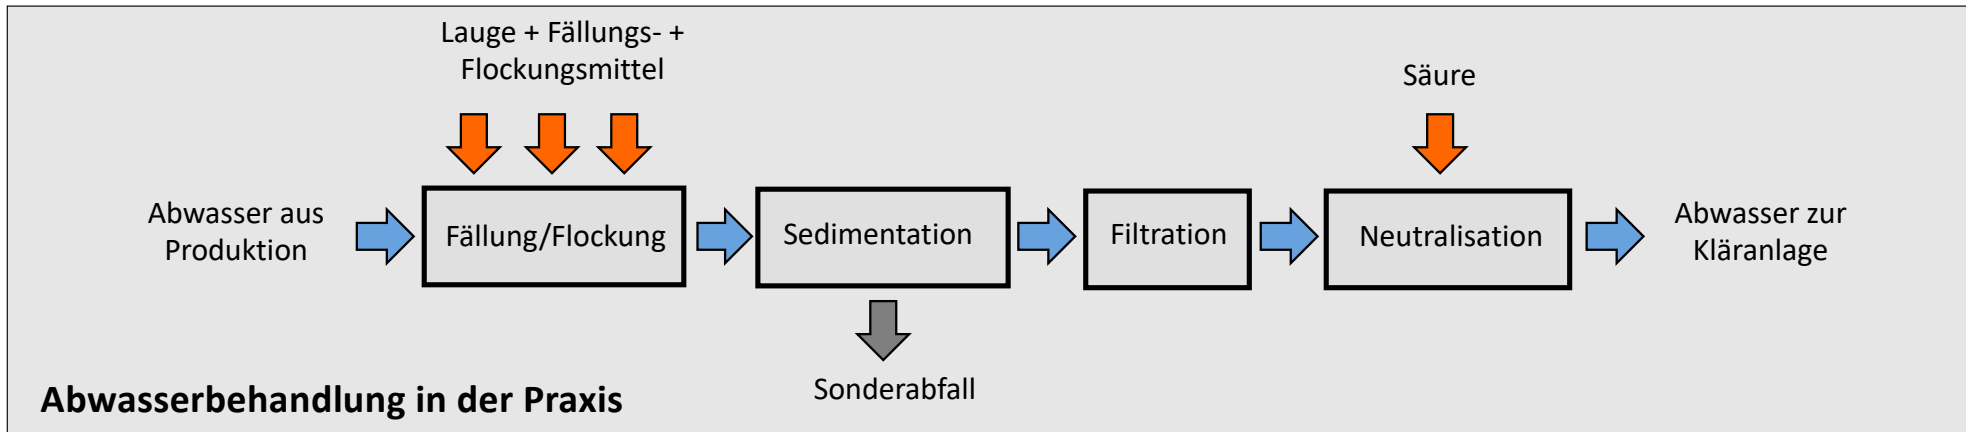 Lauge + Fällungs- +
Flockungsmittel
Säure
Abwasser aus
Produktion
Fällung/Flockung
Sedimentation
Filtration
Neutralisation
Abwasser zur
Kläranlage
Sonderabfall
Abwasserbehandlung in der Praxis